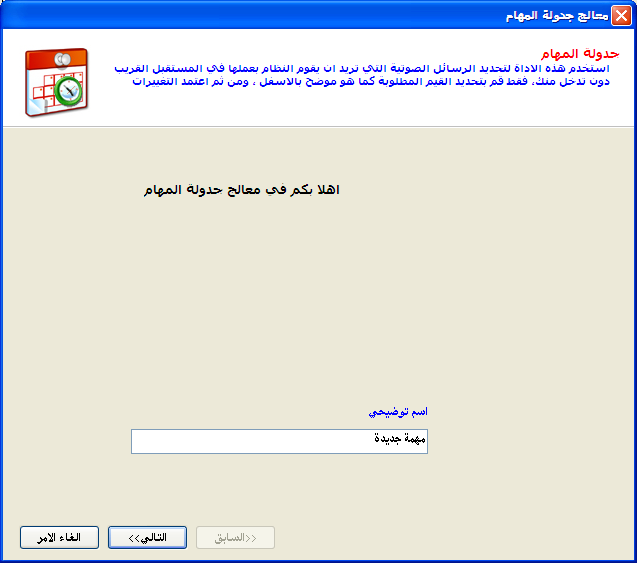 معالج جدولة المهام
جدولة المهام
استخدم هذه الاداة لتحديد الرسائل الصوتية التي تريد ان يقوم النظام بعملها في المستقبل القريب
دون تدخل منك، فقط قم بتحديد القيم المطلوبة كما هو موضح بالاسفل ، ومن ثم اعتمد التغييرات
اهلا بكم في معالج جدولة المهام
اسم توضيحي
مهمة جديدة
<<السابق
التالي>>
الغاء الامر